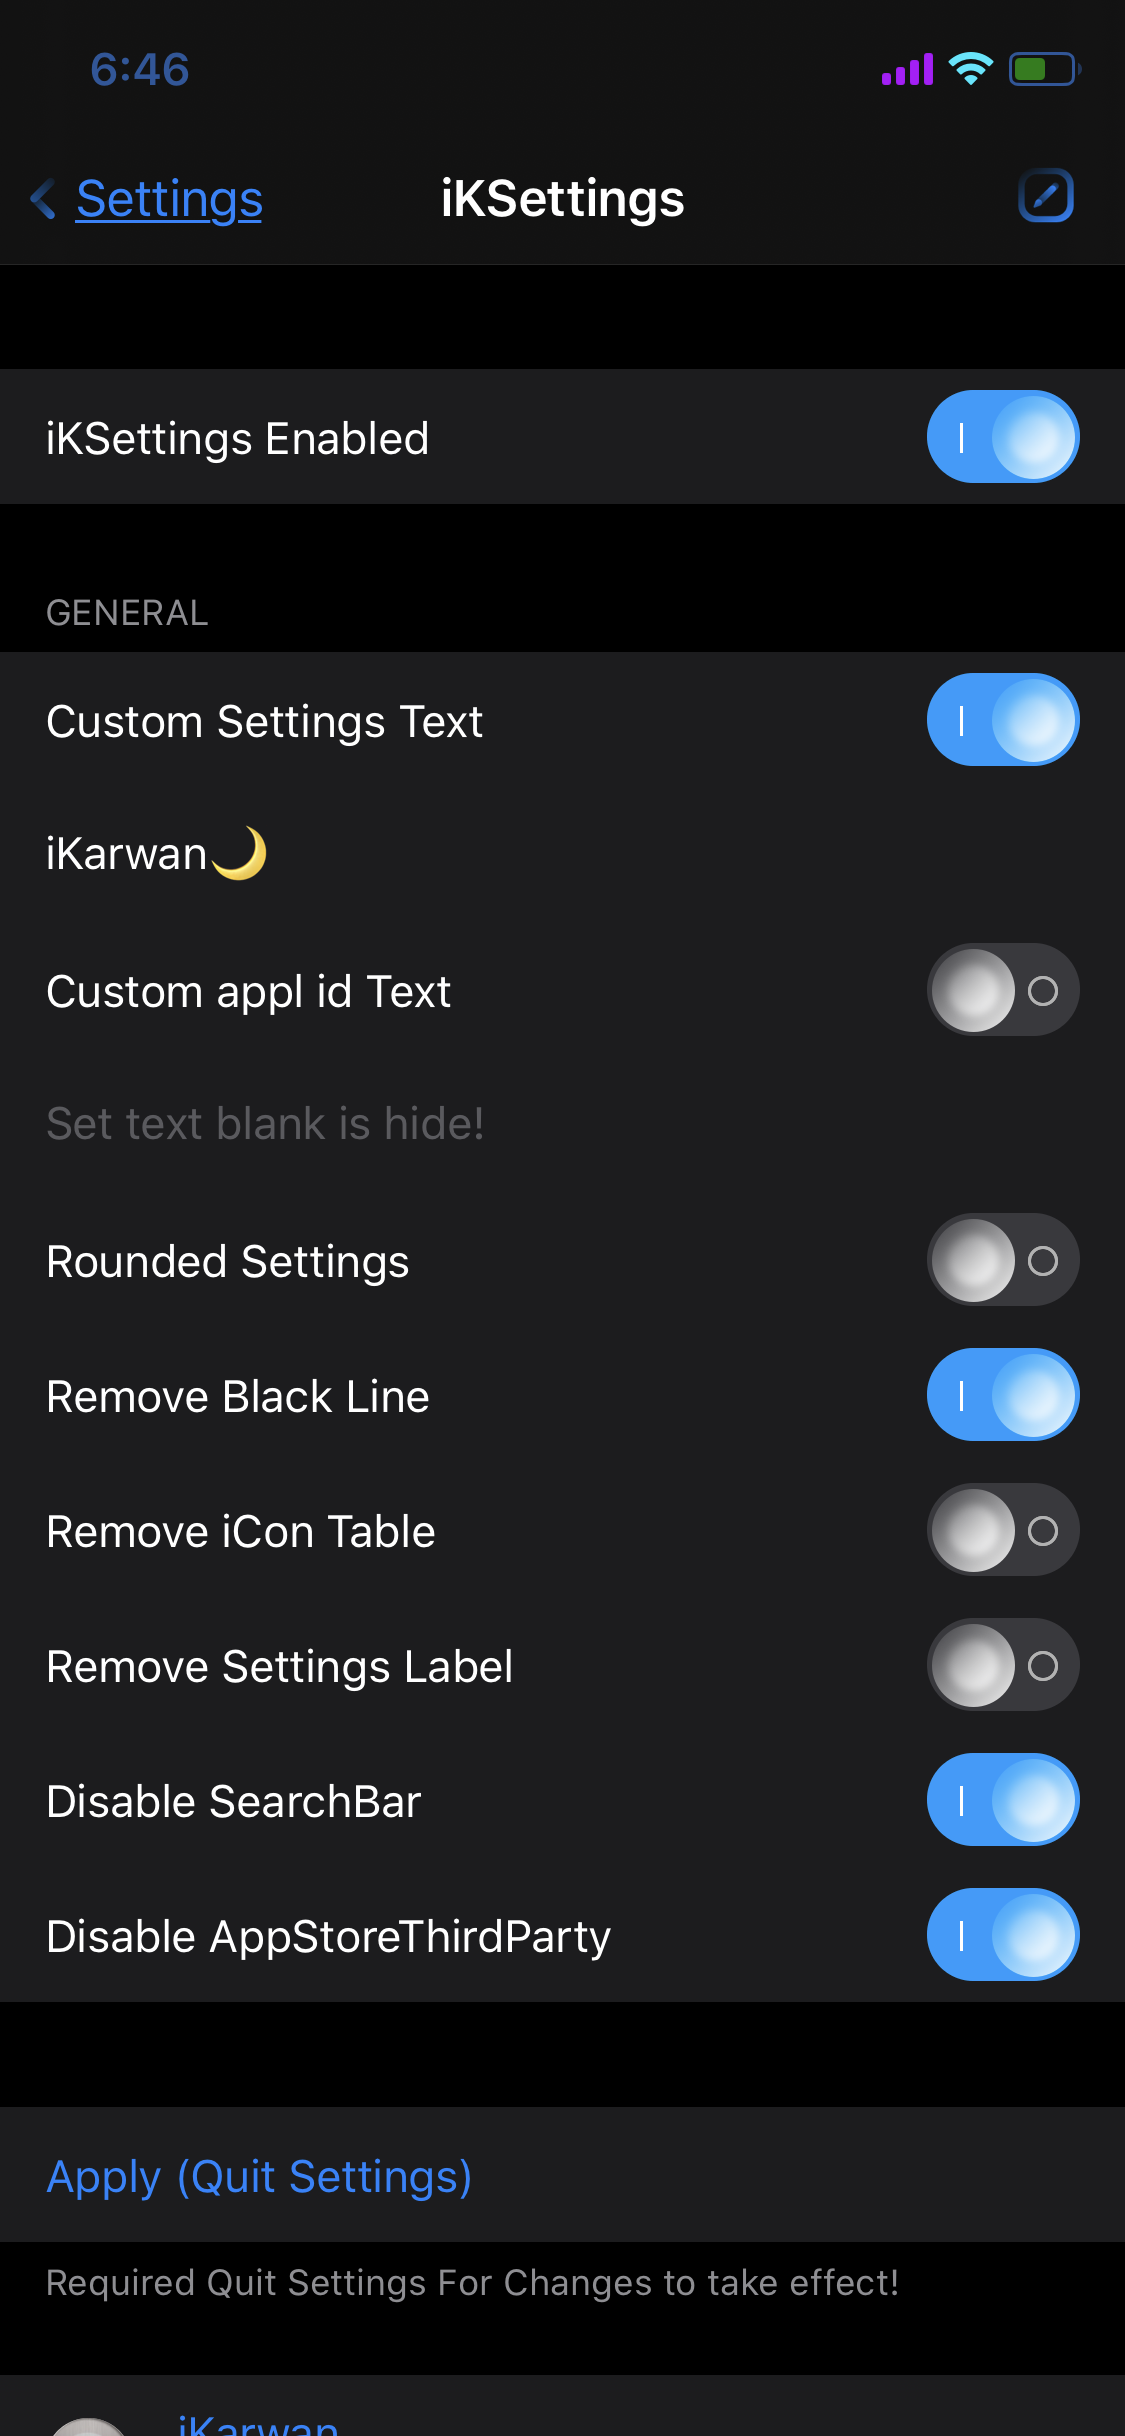 6:46
Settings
iKSettings
iKSettings Enabled
GENERAL
Custom Settings Text
iKarwan🌙
Custom appl id Text
Set text blank is hide!
Rounded Settings
Remove Black Line
Remove iCon Table
Remove Settings Label
Disable SearchBar
Disable AppStoreThirdParty
Apply (Quit Settings)
Required Quit Settings For Changes to take effect!
iKarwan